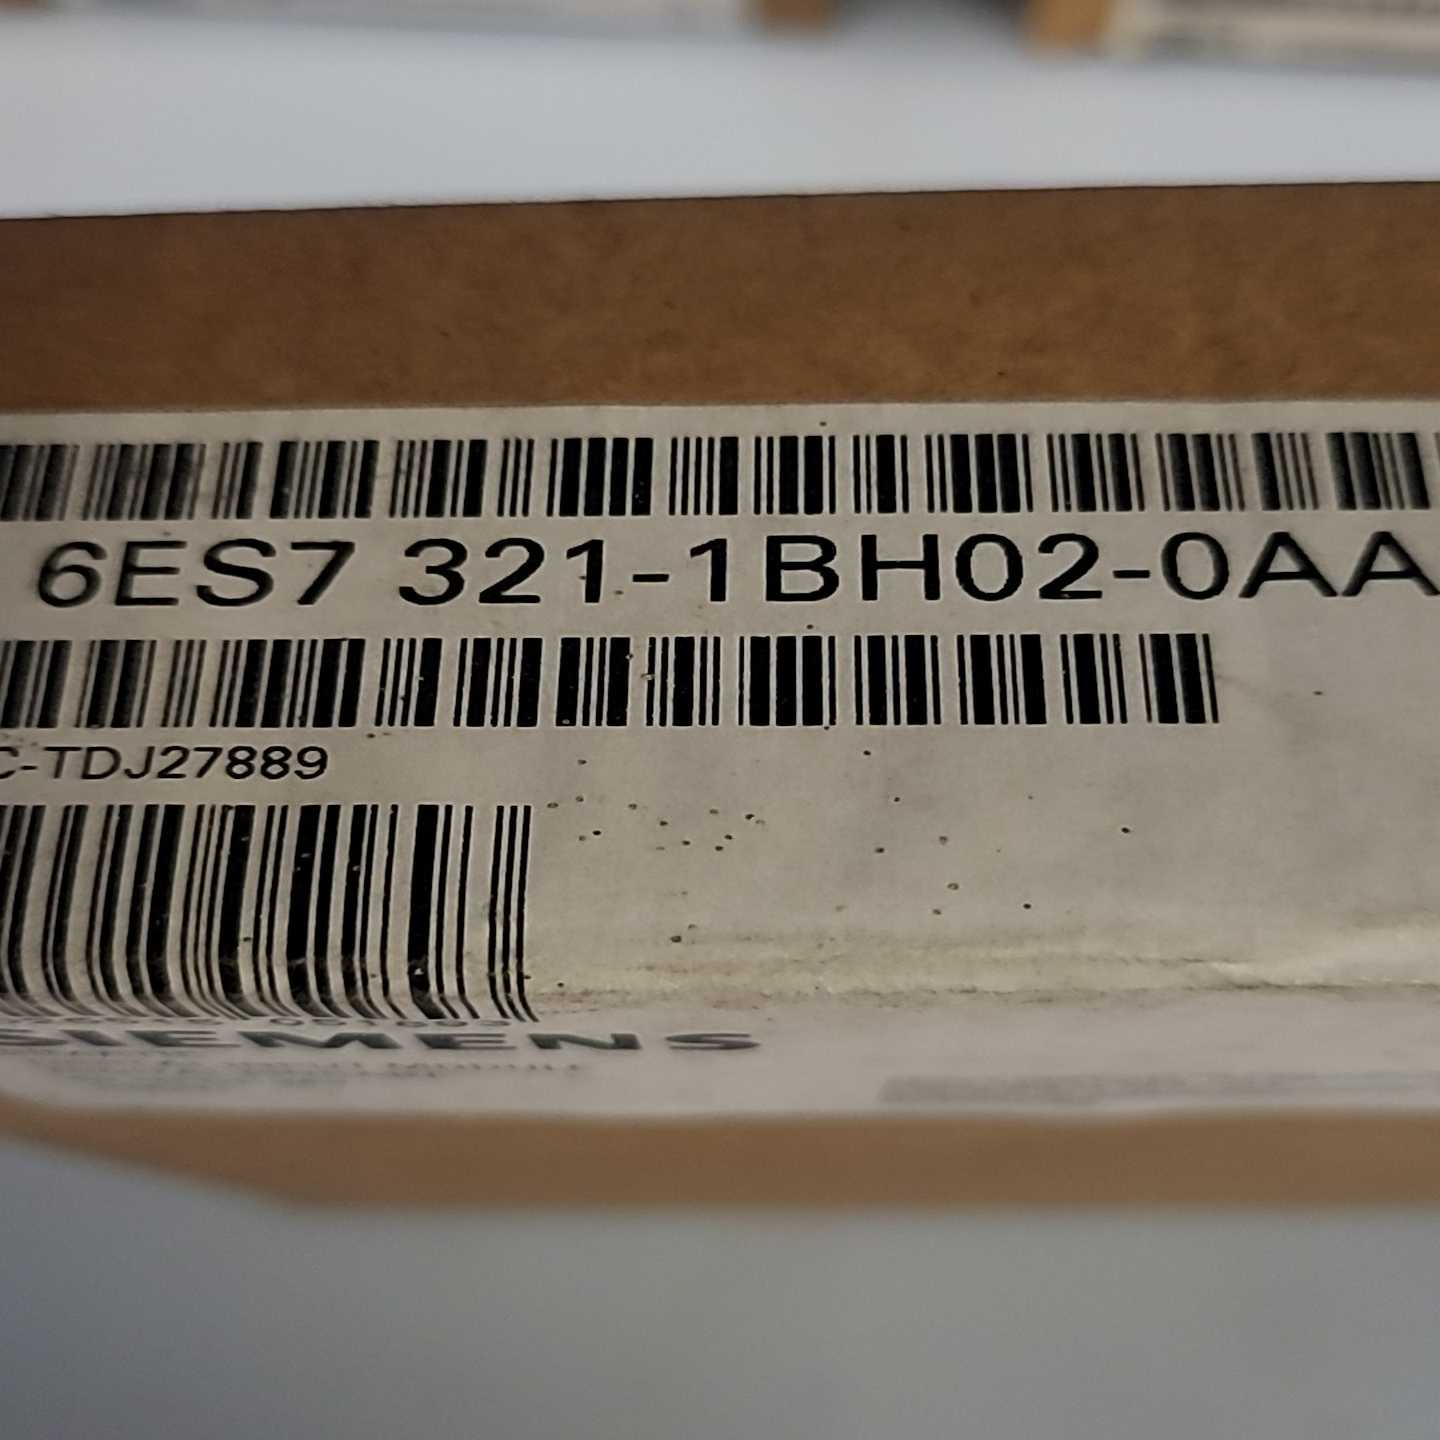 6ES7 321-1BH02-0AA
C-TDJ27889
SIEMENS